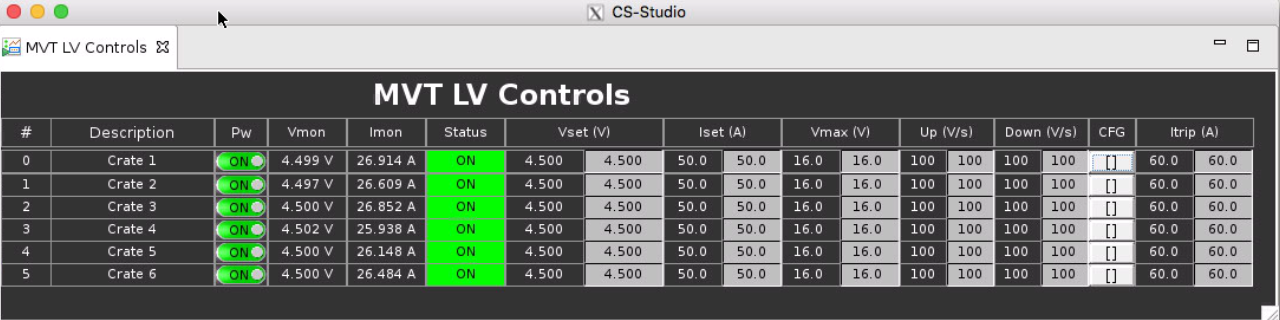 X CS-Studio
MVT LV Controls
MVT LV Controls
# Description Pw Vmon Imon Status Vset (V) Iset (A) Vmax (V) Up (V/s) Down (V/s) CFG Itrip (A)
0 Crate 1 ON 4.499 V 26.914 A ON 4.500 4.500 50.0 50.0 16.0 16.0 100 100 100 100 [] 60.0 60.0
1 Crate 2 ON 4.497 V 26.609 A ON 4.500 4.500 50.0 50.0 16.0 16.0 100 100 100 100 [] 60.0 60.0
2 Crate 3 ON 4.500 V 26.852 A ON 4.500 4.500 50.0 50.0 16.0 16.0 100 100 100 100 [] 60.0 60.0
3 Crate 4 ON 4.502 V 25.938 A ON 4.500 4.500 50.0 50.0 16.0 16.0 100 100 100 100 [] 60.0 60.0
4 Crate 5 ON 4.500 V 26.148 A ON 4.500 4.500 50.0 50.0 16.0 16.0 100 100 100 100 [] 60.0 60.0
5 Crate 6 ON 4.500 V 26.484 A ON 4.500 4.500 50.0 50.0 16.0 16.0 100 100 100 100 [] 60.0 60.0